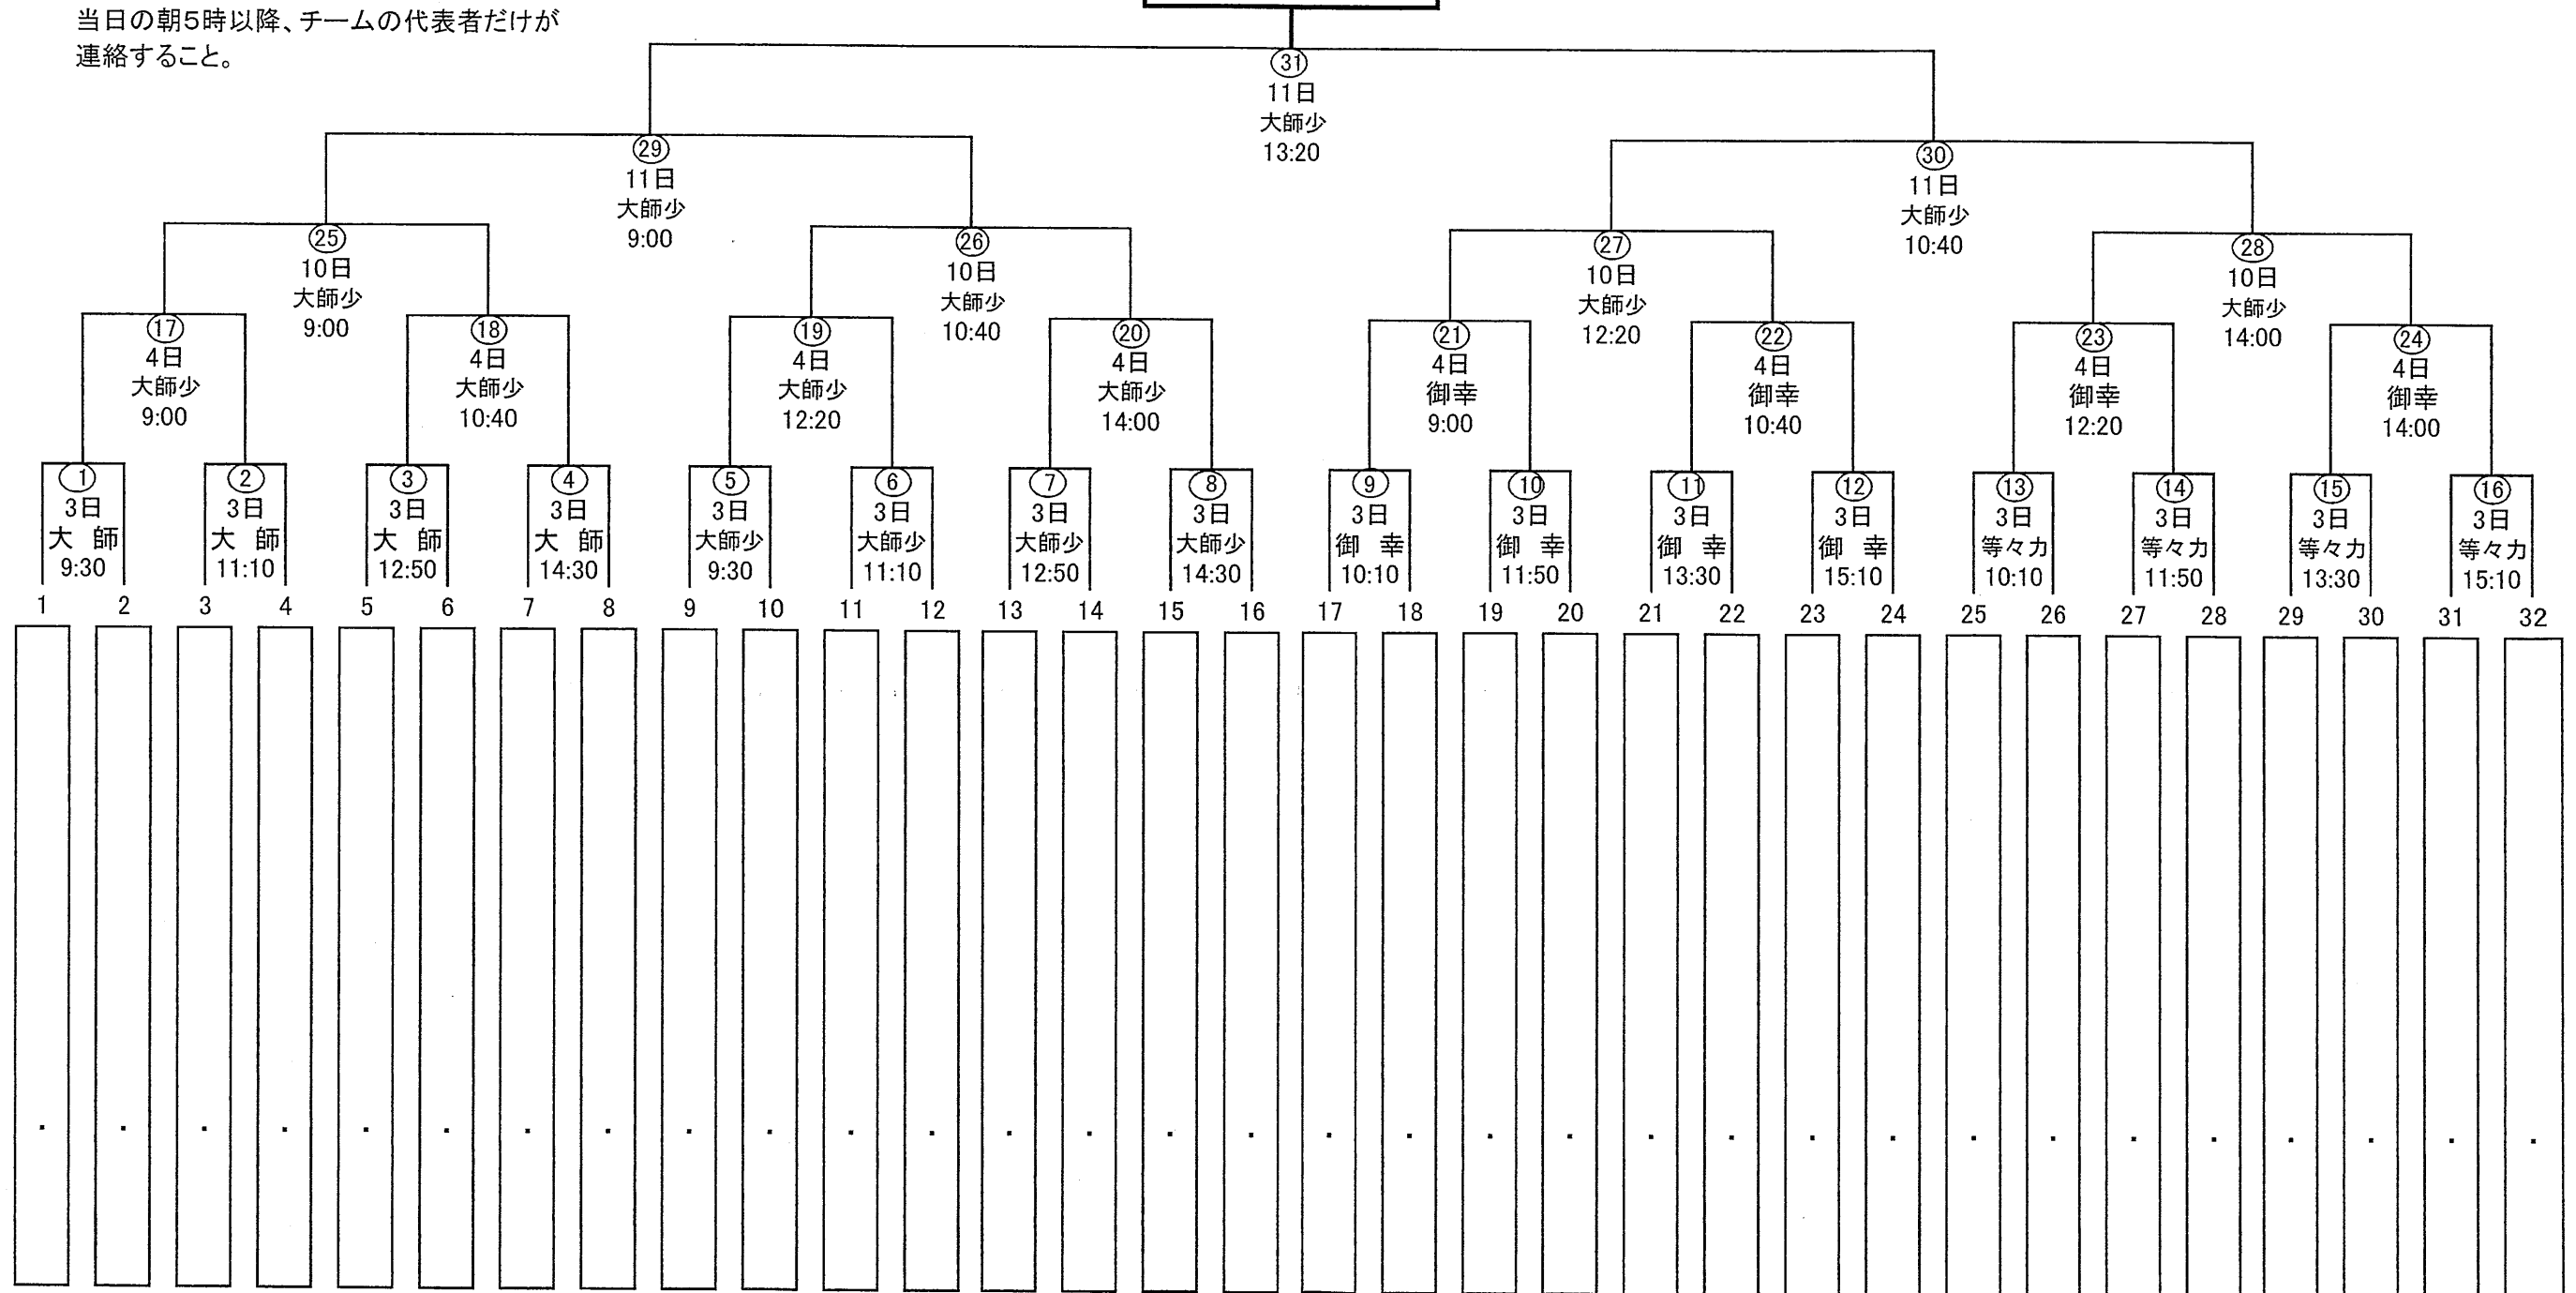 当日の朝5時以降、チームの代表者だけが
連絡すること。
31
11日
大師少
13:20
29
11日
大師少
9:00
30
11日
大師少
10:40
25
10日
大師少
9:00
26
10日
大師少
10:40
27
10日
大師少
12:20
28
10日
大師少
14:00
17
4日
大師少
9:00
18
4日
大師少
10:40
19
4日
大師少
12:20
20
4日
大師少
14:00
21
4日
御幸
9:00
22
4日
御幸
10:40
23
4日
御幸
12:20
24
4日
御幸
14:00
1
3日
大 師
9:30
2
3日
大 師
11:10
3
3日
大 師
12:50
4
3日
大 師
14:30
5
3日
大師少
9:30
6
3日
大師少
11:10
7
3日
大師少
12:50
8
3日
大師少
14:30
9
3日
御 幸
10:10
10
3日
御 幸
11:50
11
3日
御 幸
13:30
12
3日
御 幸
15:10
13
3日
等々力
10:10
14
3日
等々力
11:50
15
3日
等々力
13:30
16
3日
等々力
15:10
1 2 3 4 5 6 7 8 9 10 11 12 13 14 15 16 17 18 19 20 21 22 23 24 25 26 27 28 29 30 31 32